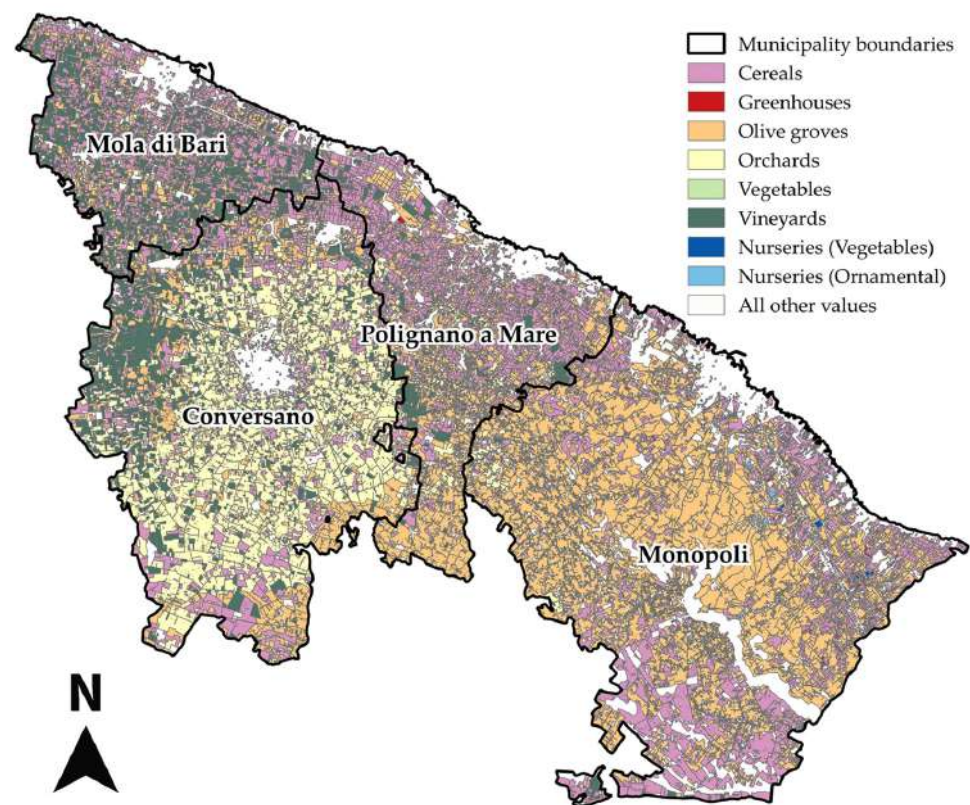 Municipality boundaries
Cereals
Greenhouses
Olive groves
Orchards
Vegetables
Vineyards
Nurseries (Vegetables)
Nurseries (Ornamental)
All other values
Mola di Bari
Polignano a Mare
Conversano
Monopoli
N